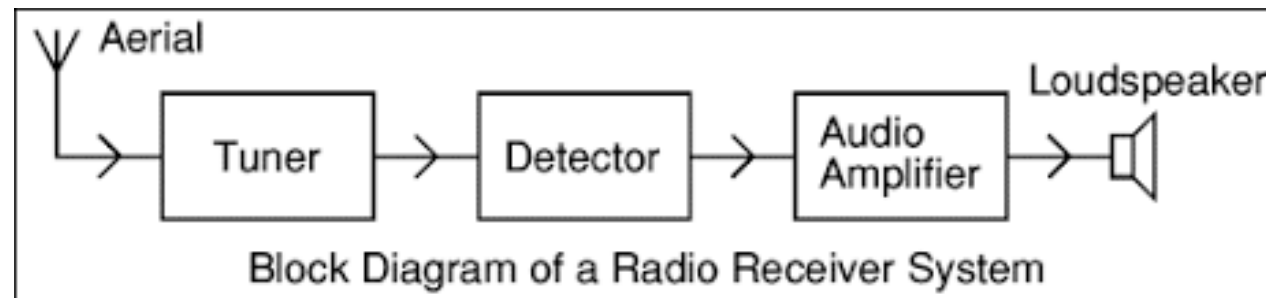 Aerial
Loudspeaker
Tuner
Detector
Audio
Amplifier
Block Diagram of a Radio Receiver System